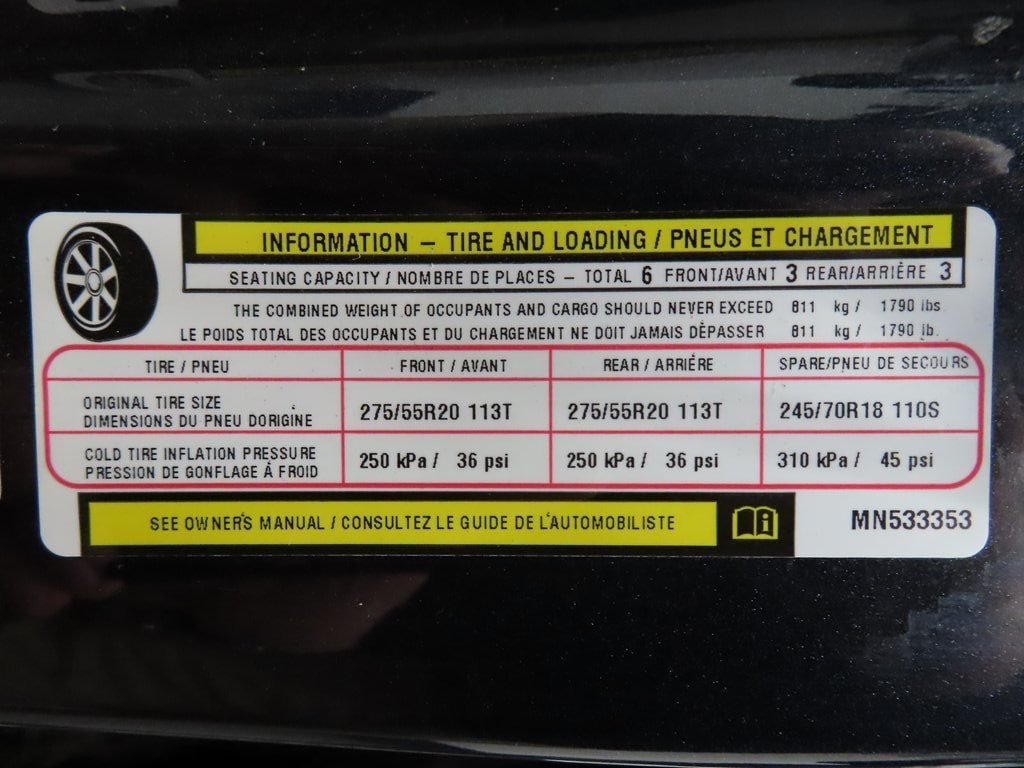 INFORMATION – TIRE AND LOADING / PNEUS ET CHARGEMENT
SEATING CAPACITY / NOMBRE DE PLACES – TOTAL 6 FRONT/AVANT 3 REAR/ARRIÈRE 3
THE COMBINED WEIGHT OF OCCUPANTS AND CARGO SHOULD NEVER EXCEED 811 kg / 1790 lbs.
LE POIDS TOTAL DES OCCUPANTS ET DU CHARGEMENT NE DOIT JAMAIS DÉPASSER 811 kg / 1790 lb.
TIRE / PNEU FRONT / AVANT REAR / ARRIÉRE SPARE/PNEU DE SECOURS
ORIGINAL TIRE SIZE
DIMENSIONS DU PNEU DORIGINE 275/55R20 113T 275/55R20 113T 245/70R18 110S
COLD TIRE INFLATION PRESSURE
PRESSION DE GONFLAGE À FROID 250 kPa / 36 psi 250 kPa / 36 psi 310 kPa / 45 psi
SEE OWNER'S MANUAL / CONSULTEZ LE GUIDE DE L'AUTOMOBILISTE
MN533353